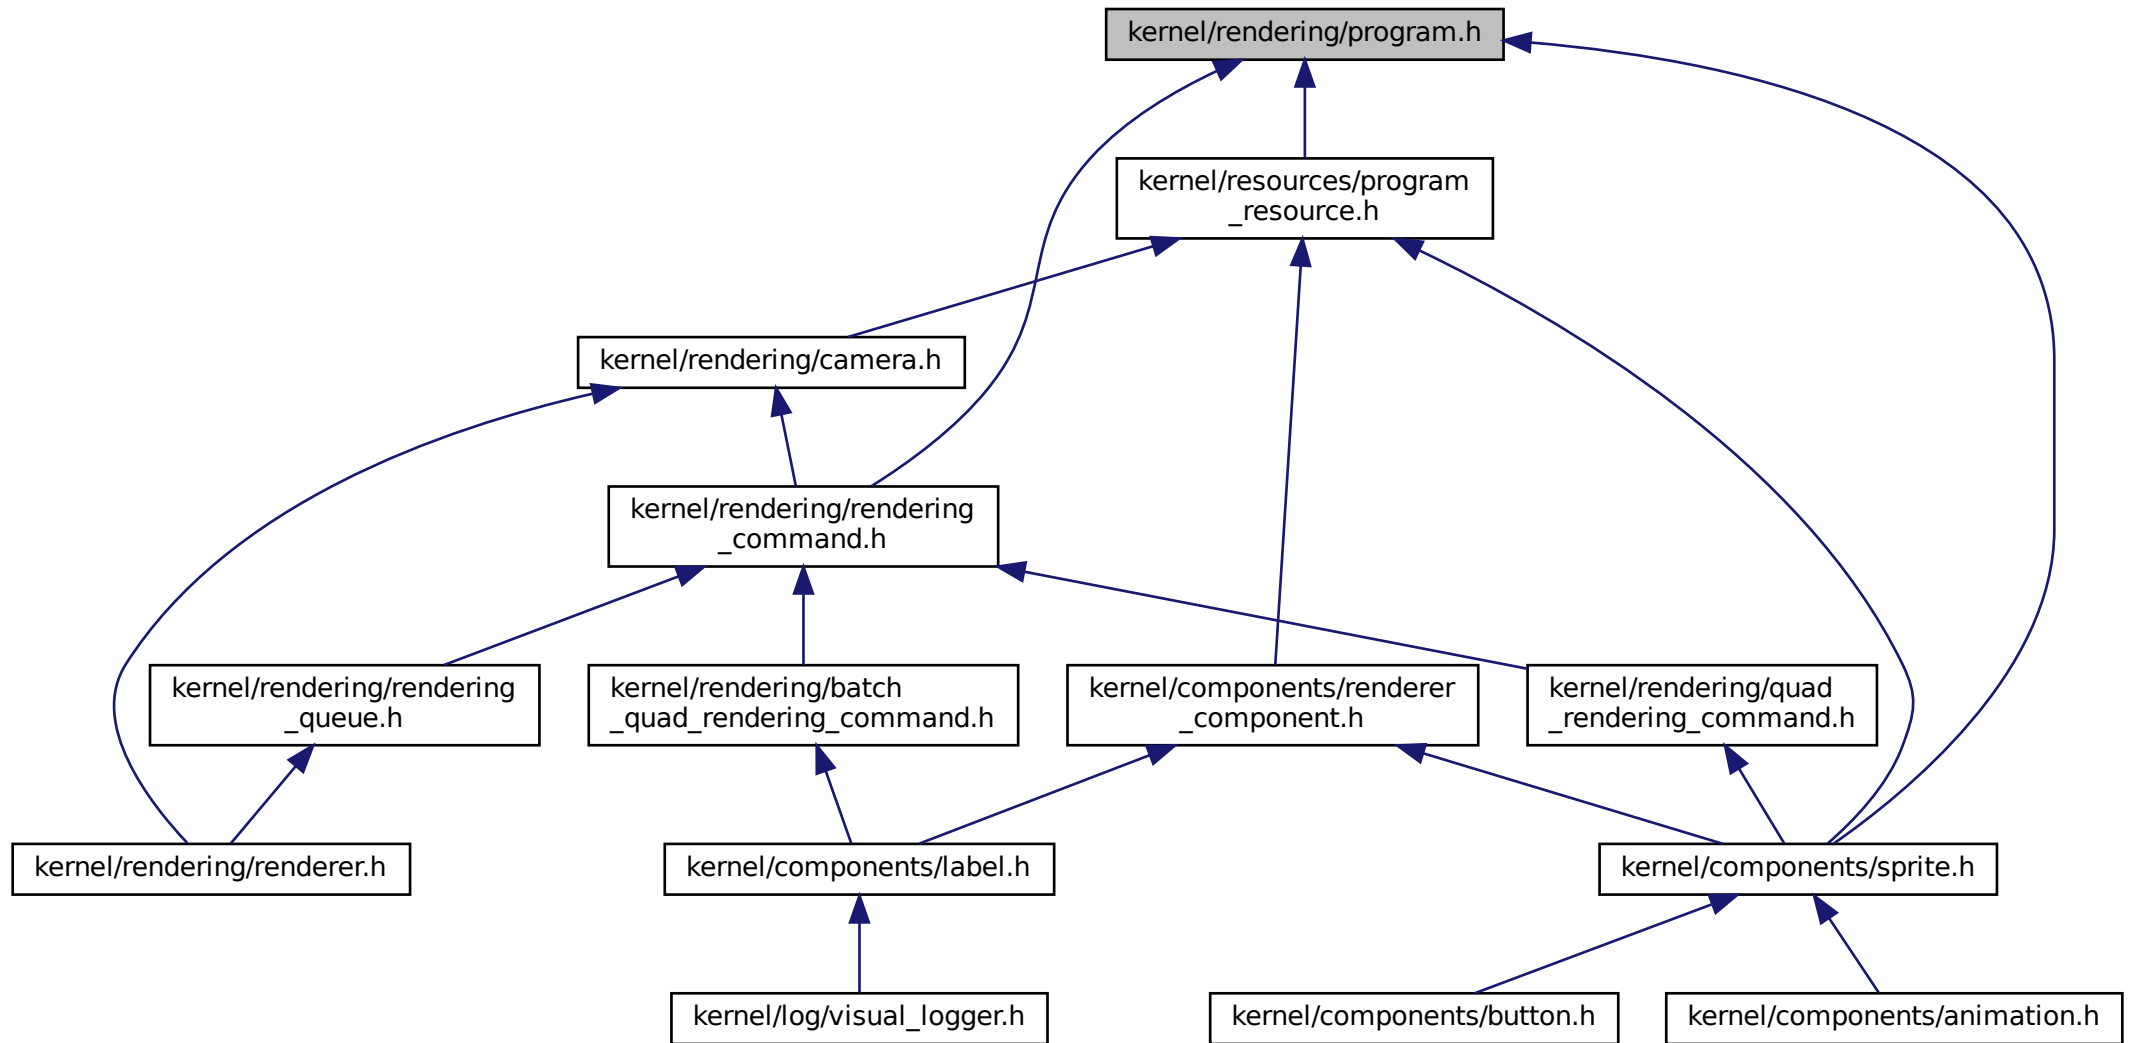 kernel/rendering/program.h
kernel/resources/program
_resource.h
kernel/rendering/camera.h
kernel/rendering/rendering
_command.h
kernel/rendering/rendering
_queue.h
kernel/rendering/batch
_quad_rendering_command.h
kernel/components/renderer
_component.h
kernel/rendering/quad
_rendering_command.h
kernel/rendering/renderer.h
kernel/components/label.h
kernel/components/sprite.h
kernel/log/visual_logger.h
kernel/components/button.h
kernel/components/animation.h